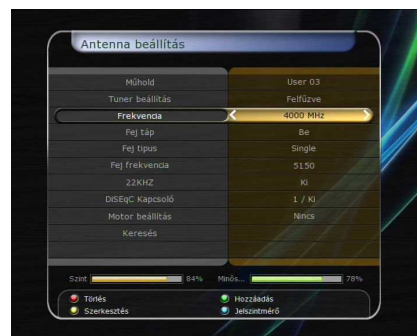 Antenna beállítás
Műhold User 03
Tuner beállítás Felfűzve
Frekvencia 4000 MHz
Fej táp Be
Fej tipus Single
Fej frekvencia 5150
22KHZ Ki
DiSEqC Kapcsoló 1 / Ki
Motor beállítás Nincs
Keresés
Szint 84% Minős... 78%
Törlés Hozzáadás
Szerkesztés Jelszintmérő